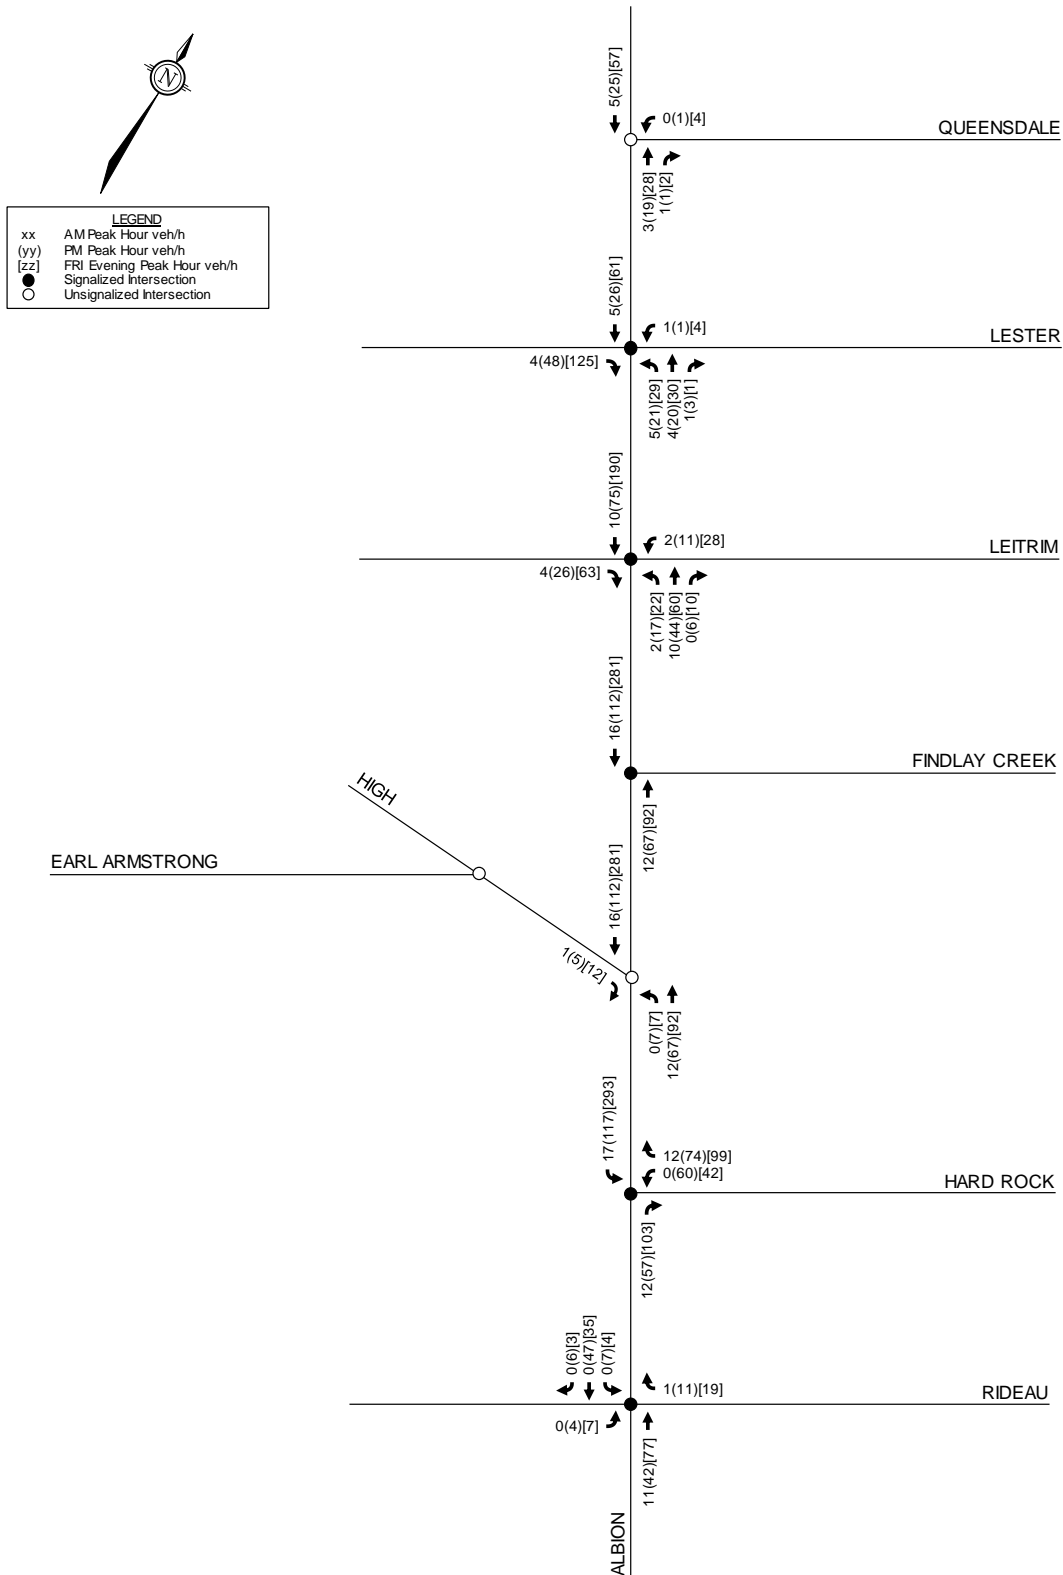 N
LEGEND
xx AM Peak Hour veh/h
(yy) PM Peak Hour veh/h
[zz] FRI Evening Peak Hour veh/h
Signalized Intersection
Unsignalized Intersection
5(25)[57]
0(1)[4]
QUEENSDALE
3(19)[28]
1(1)[2]
5(26)[61]
1(1)[4]
LESTER
4(48)[125]
5(21)[29]
4(20)[30]
1(3)[1]
10(75)[190]
2(11)[28]
LEITRIM
4(26)[63]
2(17)[22]
10(44)[60]
0(6)[10]
16(112)[281]
FINDLAY CREEK
12(67)[92]
HIGH
EARL ARMSTRONG
16(112)[281]
1(5)[12]
0(7)[7]
12(67)[92]
17(117)[293]
12(74)[99]
0(60)[42]
HARD ROCK
12(57)[103]
0(6)[3]
0(47)[35]
0(7)[4]
1(11)[19]
RIDEAU
0(4)[7]
11(42)[77]
ALBION